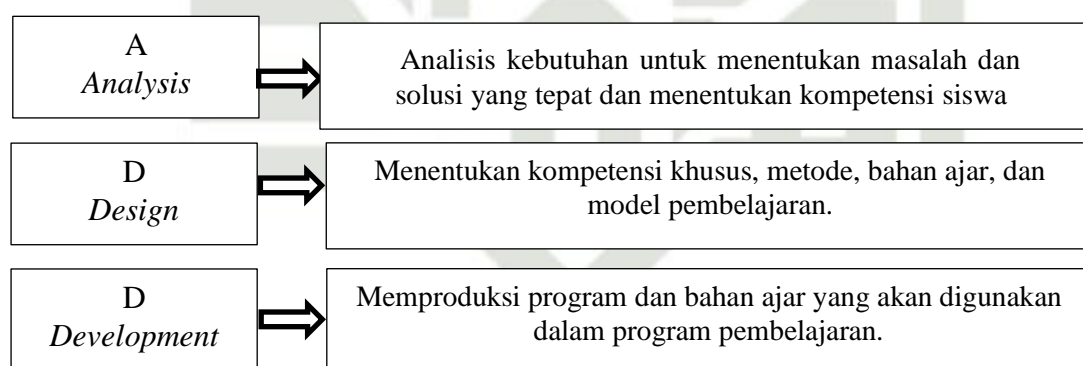 A
Analysis
Analisis kebutuhan untuk menentukan masalah dan
solusi yang tepat dan menentukan kompetensi siswa
D
Design
Menentukan kompetensi khusus, metode, bahan ajar, dan
model pembelajaran.
D
Development
Memproduksi program dan bahan ajar yang akan digunakan
dalam program pembelajaran.